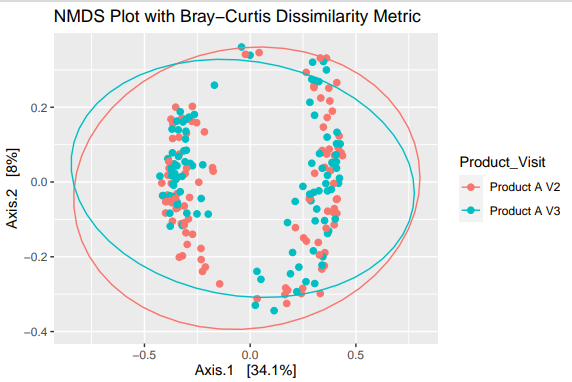 NMDS Plot with Bray−Curtis Dissimilarity Metric
0.2
0.0
−0.2
−0.4
Axis.2 [8%]
−0.5
0.0
0.5
Axis.1 [34.1%]
Product_Visit
Product A V2
Product A V3